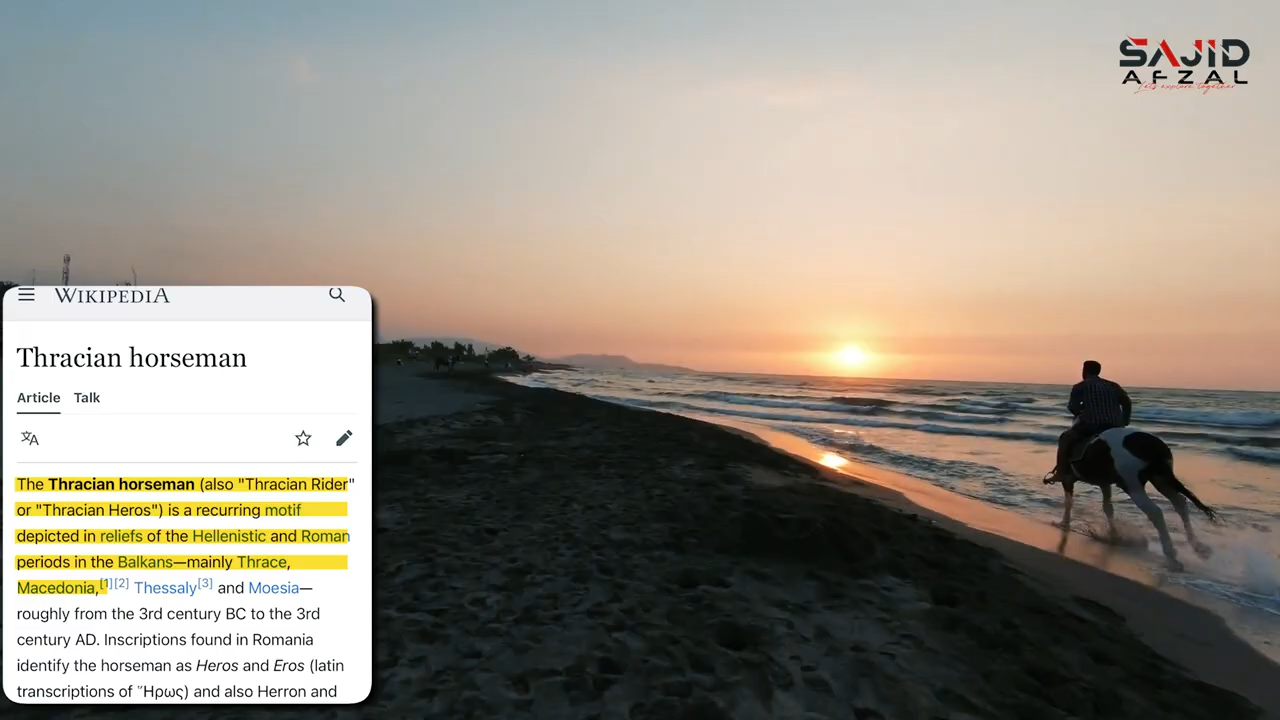 SAJID
AFZAL
Let's explore together
WIKIPEDIA
Thracian horseman
Article Talk
The Thracian horseman (also "Thracian Rider"
or "Thracian Heros") is a recurring motif
depicted in reliefs of the Hellenistic and Roman
periods in the Balkans—mainly Thrace,
Macedonia,[1][2] Thessaly[3] and Moesia—
roughly from the 3rd century BC to the 3rd
century AD. Inscriptions found in Romania
identify the horseman as Heros and Eros (latin
transcriptions of Ἥρως) and also Herron and